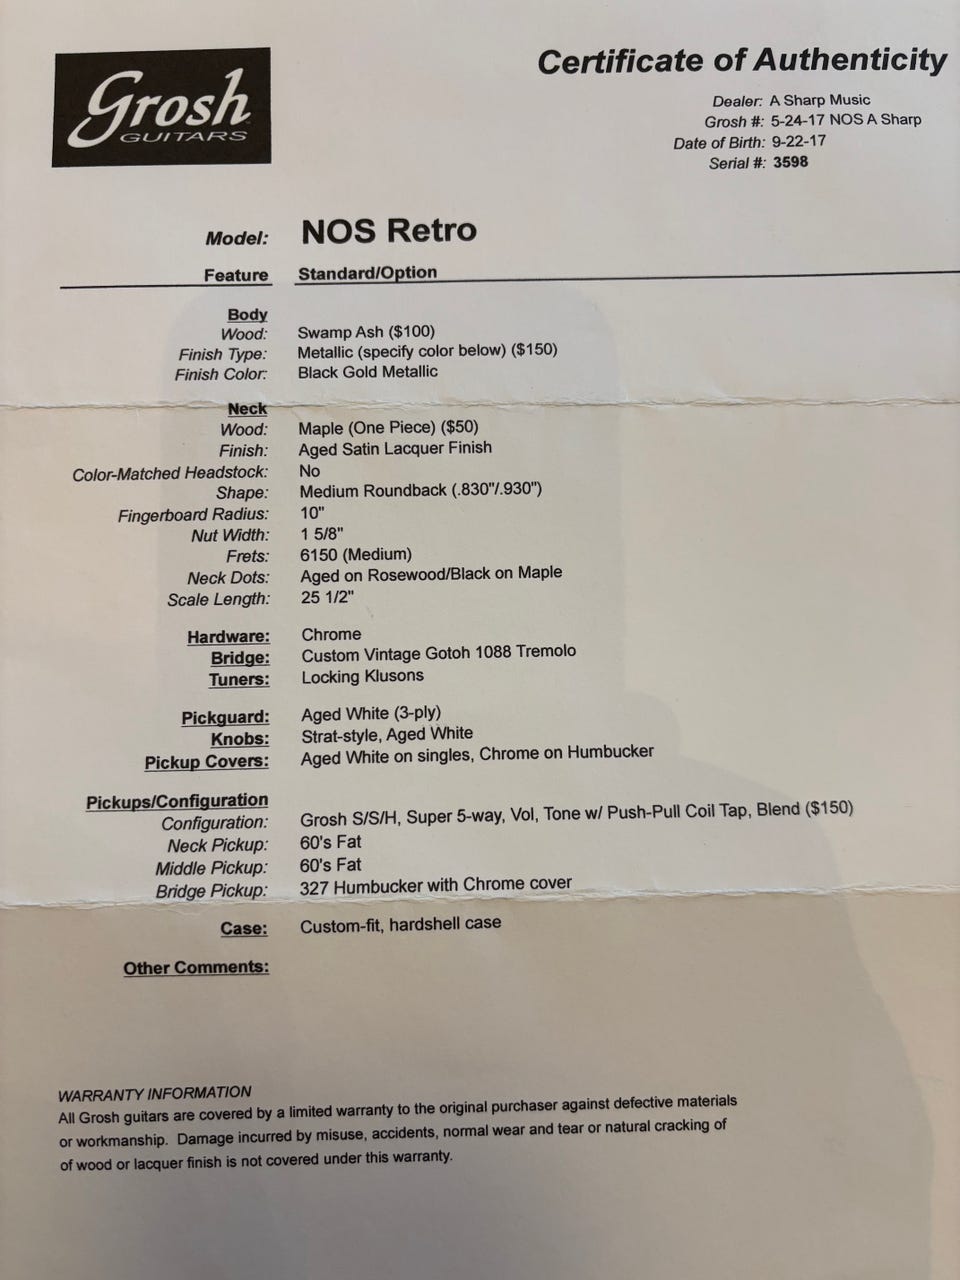 Grosh
GUITARS
Certificate of Authenticity
Dealer: A Sharp Music
Grosh #: 5-24-17 NOS A Sharp
Date of Birth: 9-22-17
Serial #: 3598
Model: NOS Retro
Feature Standard/Option
Body
Wood: Swamp Ash ($100)
Finish Type: Metallic (specify color below) ($150)
Finish Color: Black Gold Metallic
Neck
Wood: Maple (One Piece) ($50)
Finish: Aged Satin Lacquer Finish
Color-Matched Headstock: No
Shape: Medium Roundback (.830"/.930")
Fingerboard Radius: 10"
Nut Width: 1 5/8"
Frets: 6150 (Medium)
Neck Dots: Aged on Rosewood/Black on Maple
Scale Length: 25 1/2"
Hardware: Chrome
Bridge: Custom Vintage Gotoh 1088 Tremolo
Tuners: Locking Klusons
Pickguard: Aged White (3-ply)
Knobs: Strat-style, Aged White
Pickup Covers: Aged White on singles, Chrome on Humbucker
Pickups/Configuration
Configuration: Grosh S/S/H, Super 5-way, Vol, Tone w/ Push-Pull Coil Tap, Blend ($150)
Neck Pickup: 60's Fat
Middle Pickup: 60's Fat
Bridge Pickup: 327 Humbucker with Chrome cover
Case: Custom-fit, hardshell case
Other Comments:
WARRANTY INFORMATION
All Grosh guitars are covered by a limited warranty to the original purchaser against defective materials
or workmanship. Damage incurred by misuse, accidents, normal wear and tear or natural cracking of
of wood or lacquer finish is not covered under this warranty.